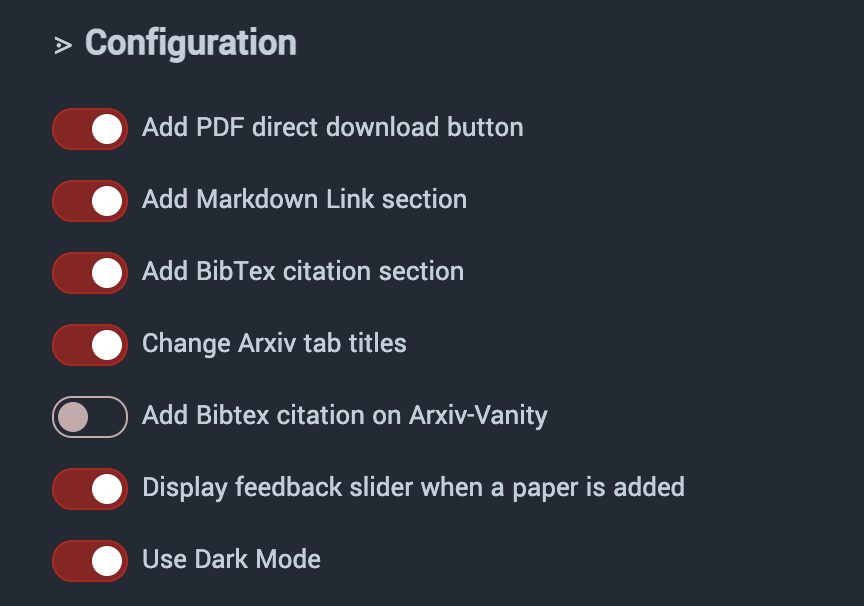 > Configuration
Add PDF direct download button
Add Markdown Link section
Add BibTex citation section
Change Arxiv tab titles
Add Bibtex citation on Arxiv-Vanity
Display feedback slider when a paper is added
Use Dark Mode